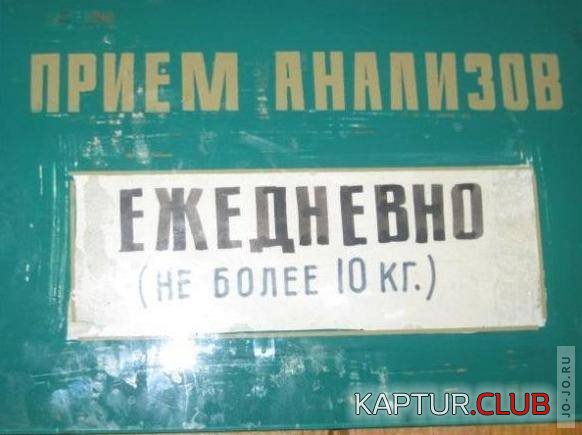 ПРИЕМ АНАЛИЗОВ
ЕЖЕДНЕВНО
(НЕ БОЛЕЕ 10 КГ.)
KAPTUR.CLUB
JO-JO.RU